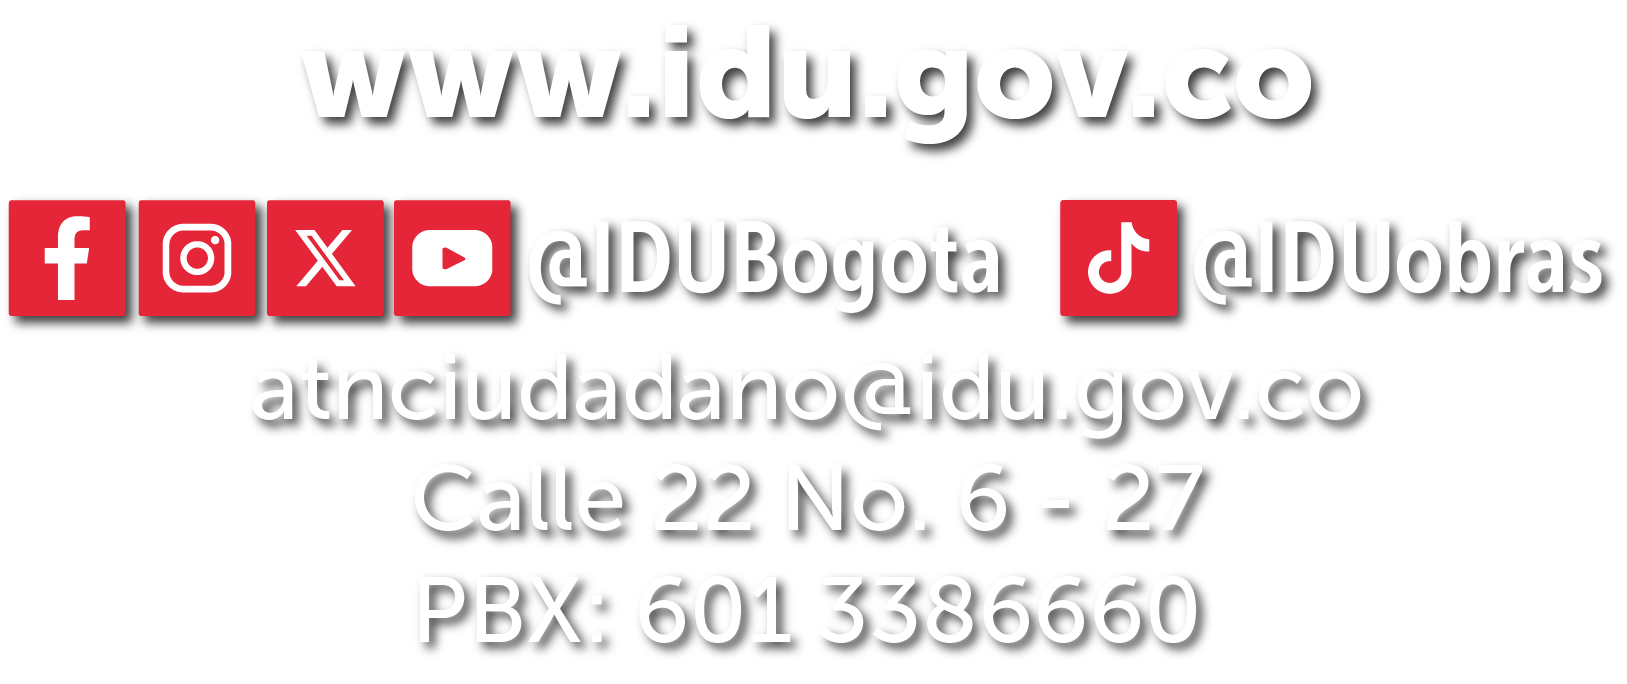 www.idu.gov.co
@IDUBogota @IDUobras
atnciudadano@idu.gov.co
Calle 22 No. 6 - 27
PBX: 601 3386660